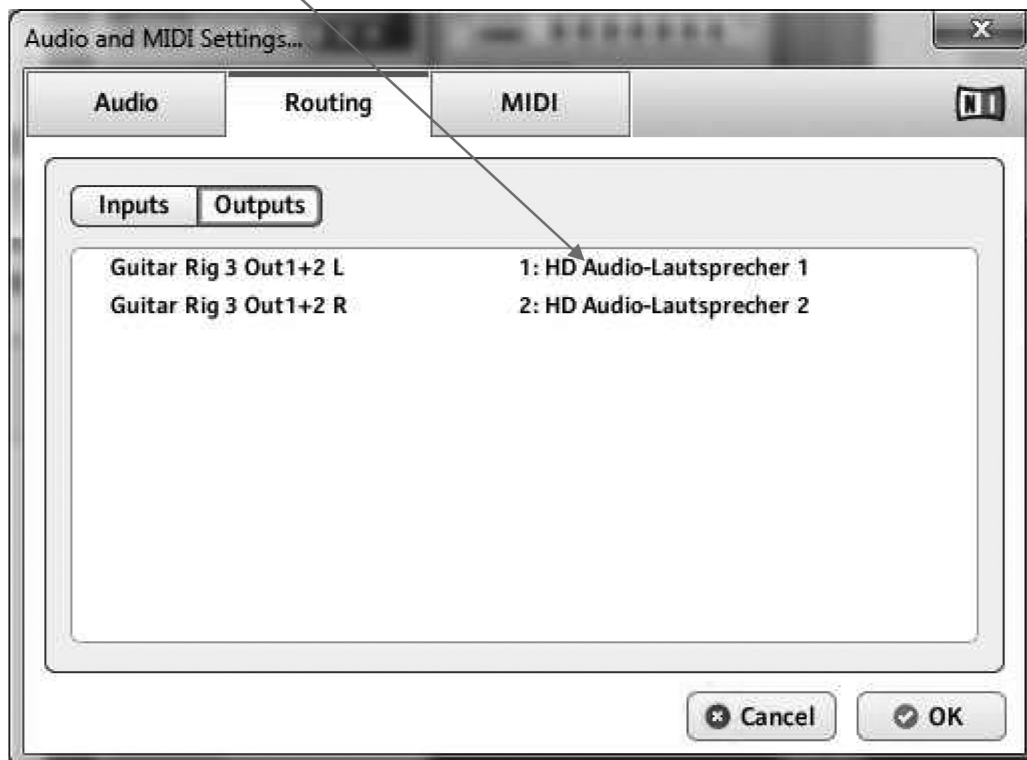 Audio and MIDI Settings...
Audio Routing MIDI
Inputs Outputs
Guitar Rig 3 Out1+2 L 1: HD Audio-Lautsprecher 1
Guitar Rig 3 Out1+2 R 2: HD Audio-Lautsprecher 2
Cancel OK